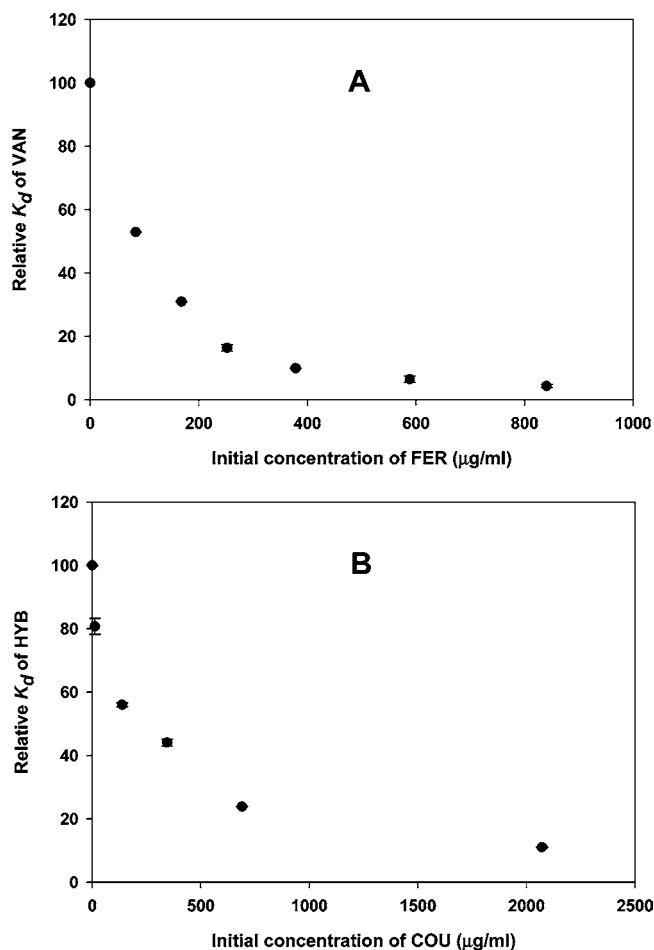 120
100
80
60
40
20
0
Relative Kd of VAN
A
0 200 400 600 800 1000
Initial concentration of FER (μg/ml)
120
100
80
60
40
20
0
Relative Kd of HYB
B
0 500 1000 1500 2000 2500
Initial concentration of COU (μg/ml)